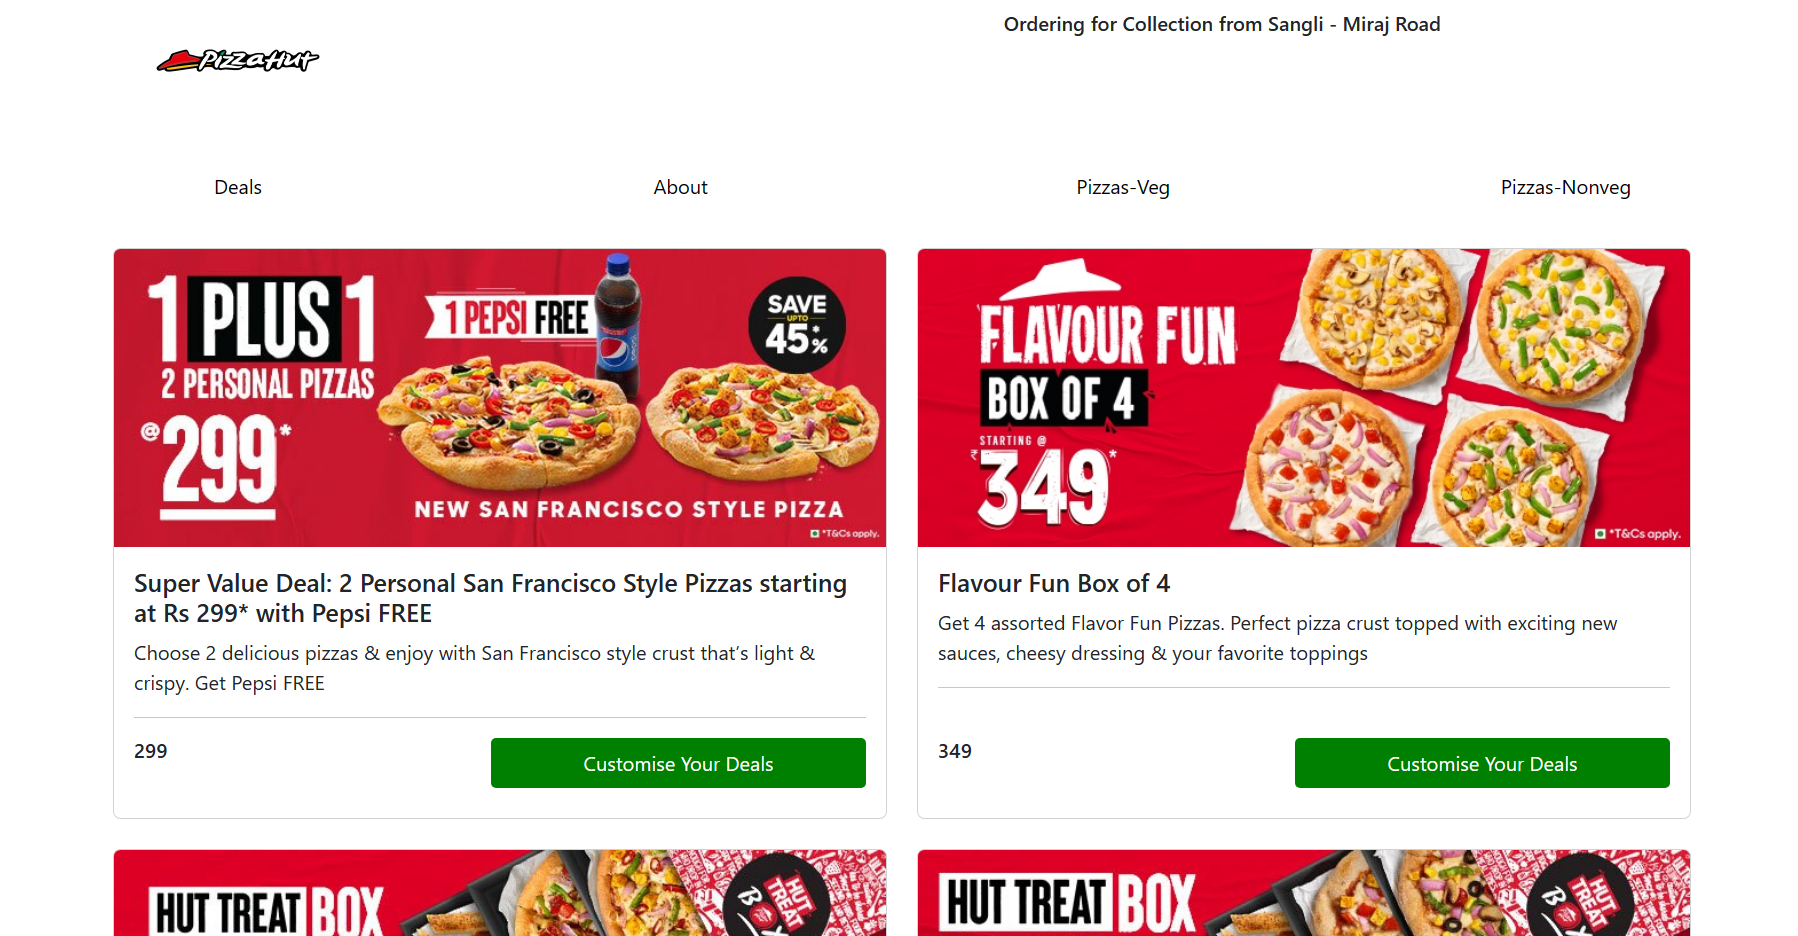 Ordering for Collection from Sangli - Miraj Road
Pizza Hut
Deals
About
Pizzas-Veg
Pizzas-Nonveg
1 PLUS 1
2 PERSONAL PIZZAS
@299*
1 PEPSI FREE
SAVE
UPTO
45*%
NEW SAN FRANCISCO STYLE PIZZA
*T&Cs apply.
Super Value Deal: 2 Personal San Francisco Style Pizzas starting
at Rs 299* with Pepsi FREE
Choose 2 delicious pizzas & enjoy with San Francisco style crust that’s light &
crispy. Get Pepsi FREE
299
Customise Your Deals
FLAVOUR FUN
BOX OF 4
STARTING @
₹349*
*T&Cs apply.
Flavour Fun Box of 4
Get 4 assorted Flavor Fun Pizzas. Perfect pizza crust topped with exciting new
sauces, cheesy dressing & your favorite toppings
349
Customise Your Deals
HUT TREAT BOX
HUT
TREAT
BOX
HUT TREAT BOX
HUT
TREAT
BOX